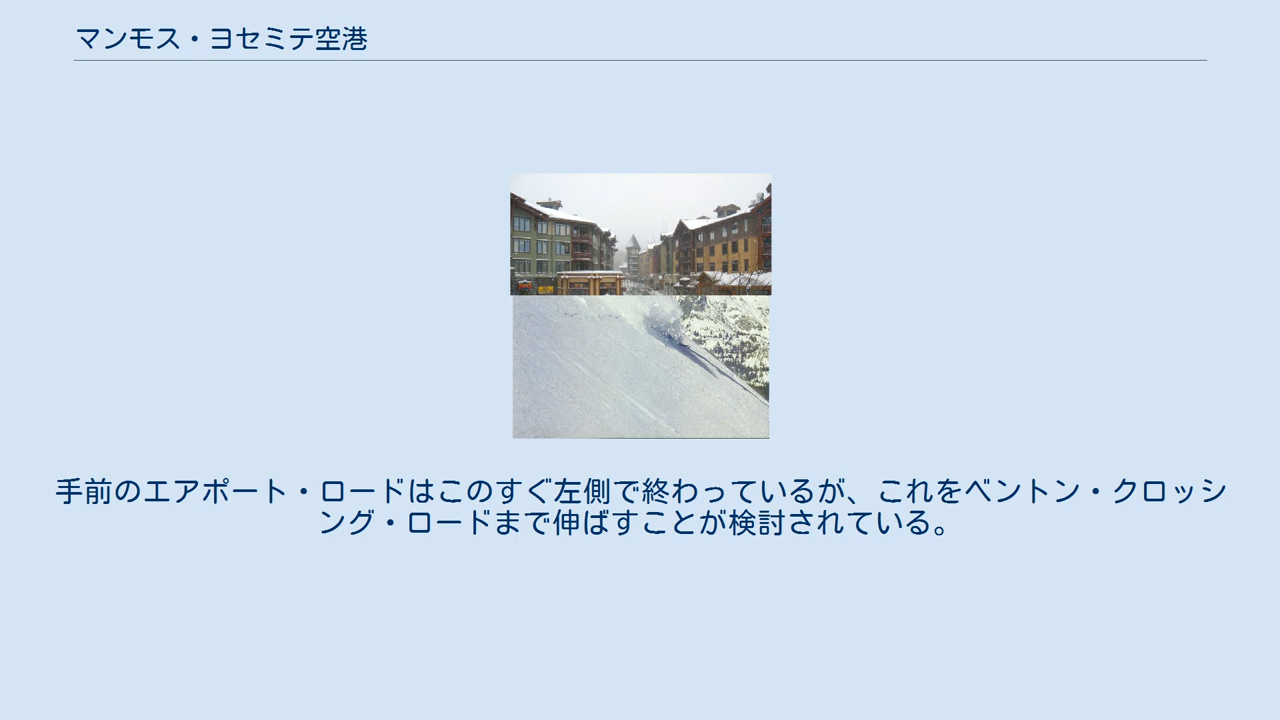 マンモス・ヨセミテ空港
手前のエアポート・ロードはこのすぐ左側で終わっているが、これをベントン・クロッシ
ング・ロードまで伸ばすことが検討されている。